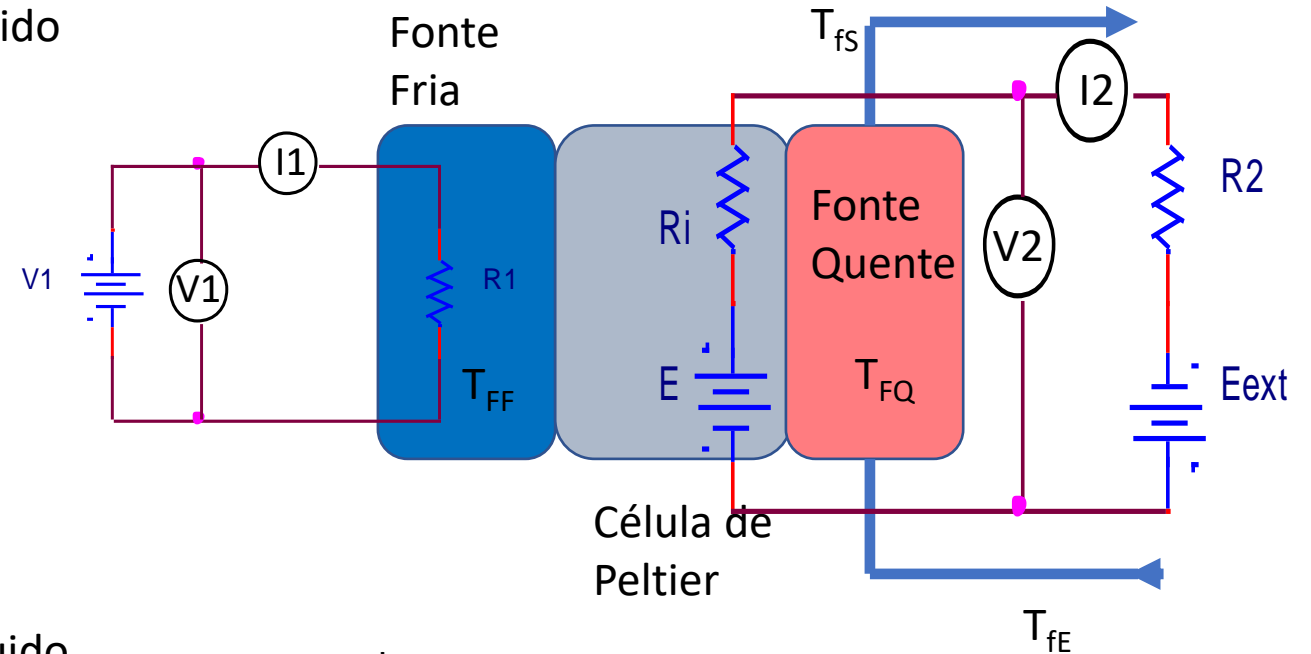 ido
Fonte
Fria
TfS
I2
I1
R2
Ri
Fonte
Quente
V2
V1
V1
R1
TFF
E
TFQ
Eext
Célula de
Peltier
TfE
uido